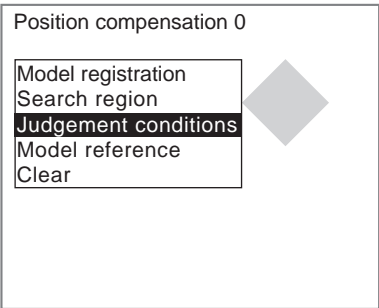 Position compensation 0
Model registration
Search region
Judgement conditions
Model reference
Clear